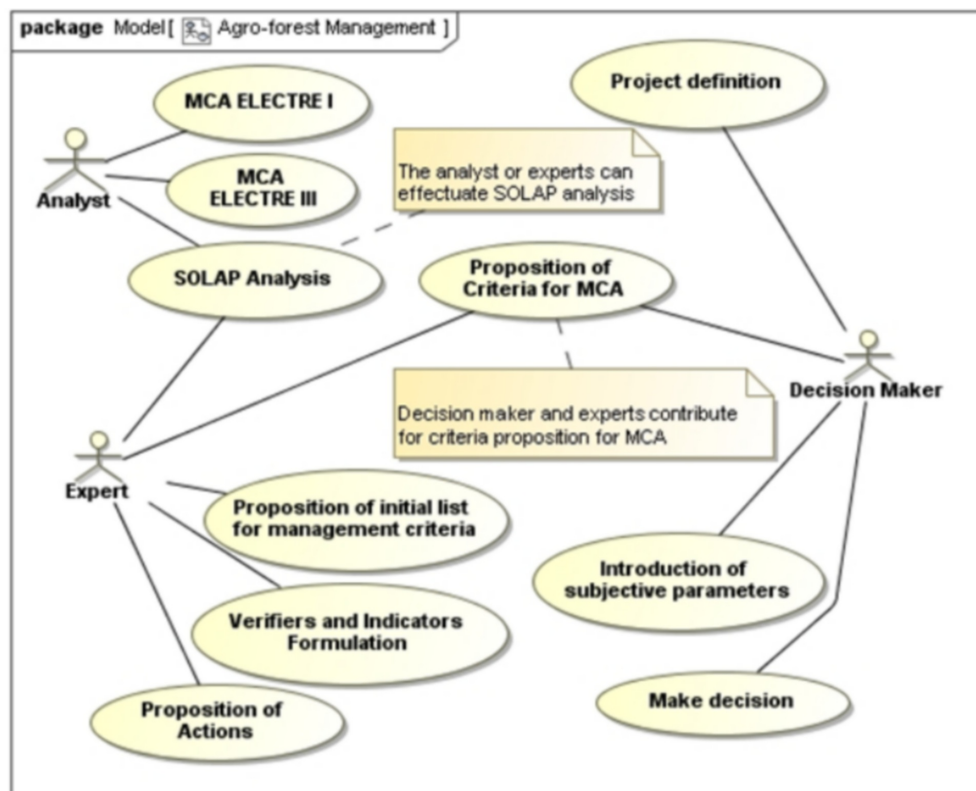 package Model [ Agro-forest Management ]
MCA ELECTRE I
Project definition
The analyst or experts can
effectuate SOLAP analysis
MCA
ELECTRE III
Analyst
SOLAP Analysis
Proposition of
Criteria for MCA
Decision Maker
Decision maker and experts contribute
for criteria proposition for MCA
Expert
Proposition of initial list
for management criteria
Introduction of
subjective parameters
Verifiers and Indicators
Formulation
Make decision
Proposition of
Actions